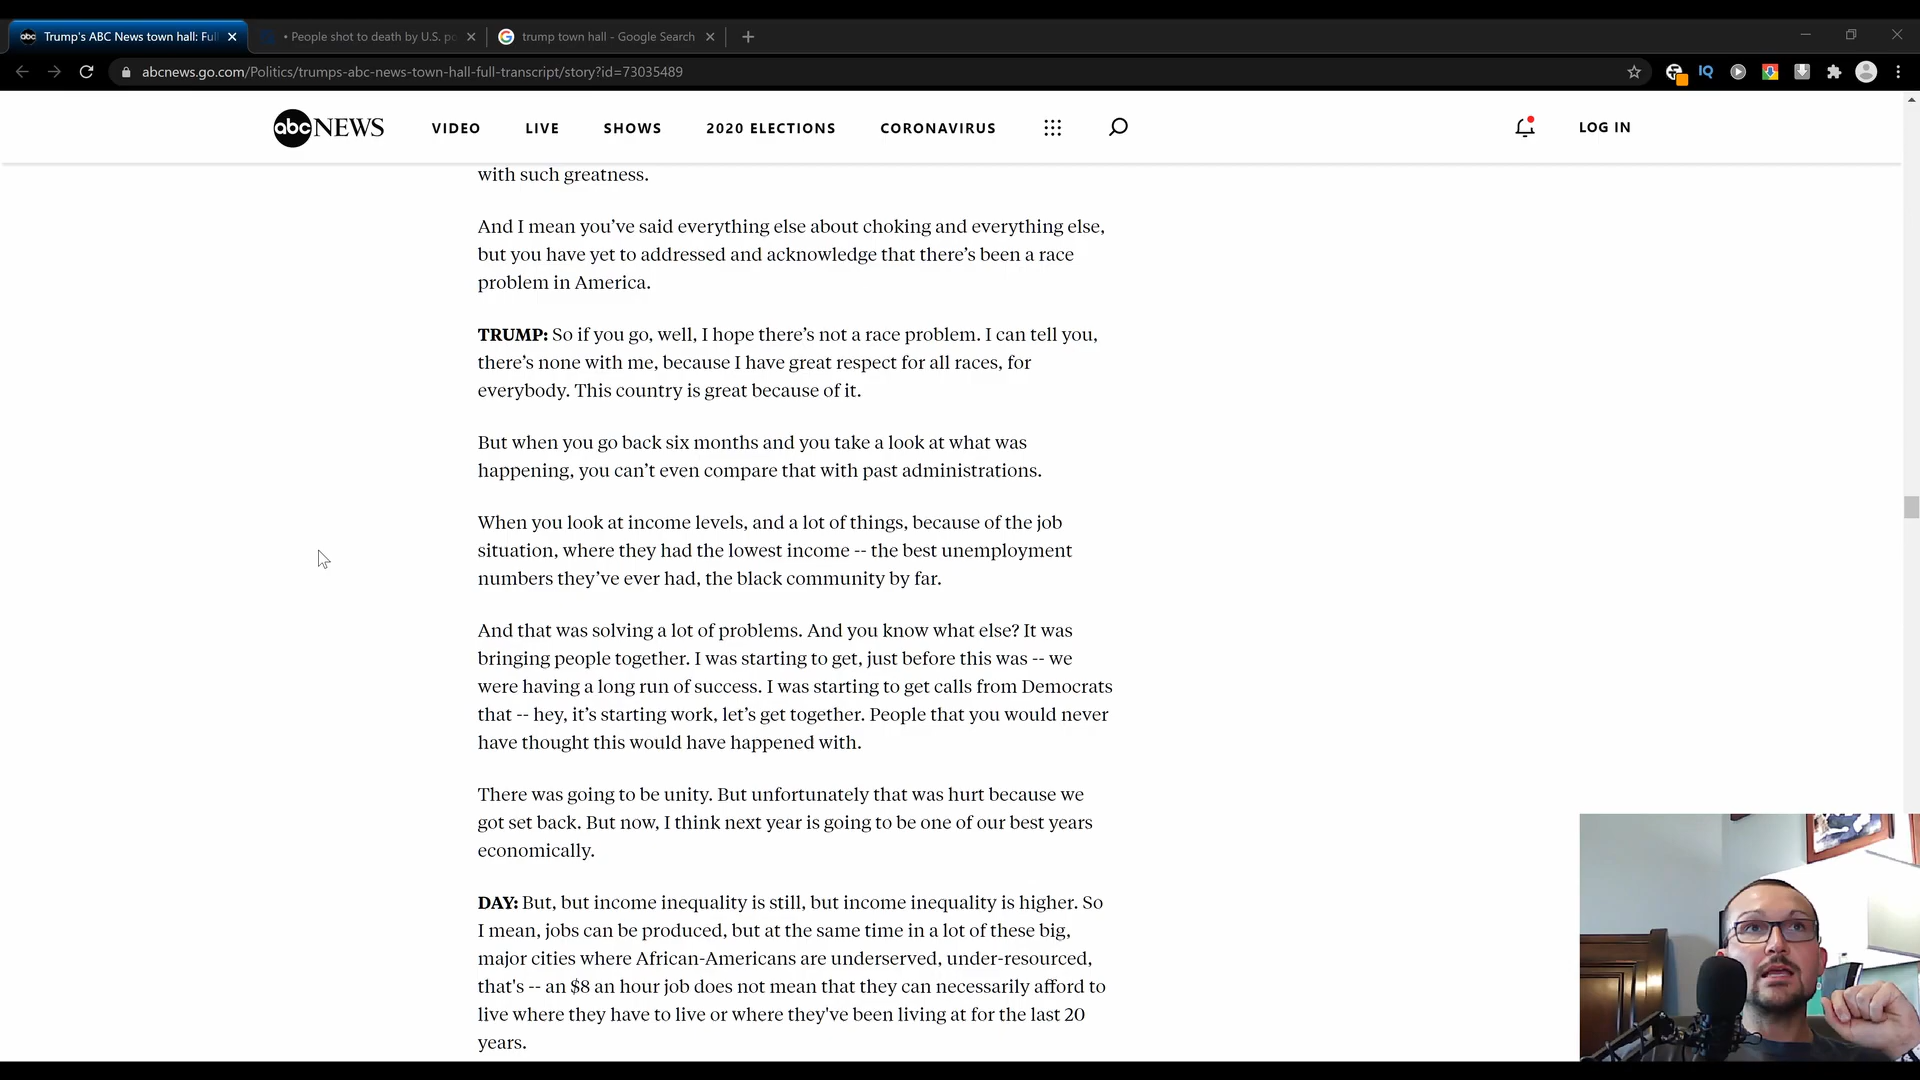 Trump's ABC News town hall: Ful
• People shot to death by U.S. po
trump town hall - Google Search
abcnews.go.com/Politics/trumps-abc-news-town-hall-full-transcript/story?id=73035489
IQ
abc NEWS
VIDEO
LIVE
SHOWS
2020 ELECTIONS
CORONAVIRUS
LOG IN
with such greatness.
And I mean you’ve said everything else about choking and everything else,
but you have yet to addressed and acknowledge that there’s been a race
problem in America.
TRUMP: So if you go, well, I hope there’s not a race problem. I can tell you,
there’s none with me, because I have great respect for all races, for
everybody. This country is great because of it.
But when you go back six months and you take a look at what was
happening, you can’t even compare that with past administrations.
When you look at income levels, and a lot of things, because of the job
situation, where they had the lowest income -- the best unemployment
numbers they’ve ever had, the black community by far.
And that was solving a lot of problems. And you know what else? It was
bringing people together. I was starting to get, just before this was -- we
were having a long run of success. I was starting to get calls from Democrats
that -- hey, it’s starting work, let’s get together. People that you would never
have thought this would have happened with.
There was going to be unity. But unfortunately that was hurt because we
got set back. But now, I think next year is going to be one of our best years
economically.
DAY: But, but income inequality is still, but income inequality is higher. So
I mean, jobs can be produced, but at the same time in a lot of these big,
major cities where African-Americans are underserved, under-resourced,
that's -- an $8 an hour job does not mean that they can necessarily afford to
live where they have to live or where they've been living at for the last 20
years.